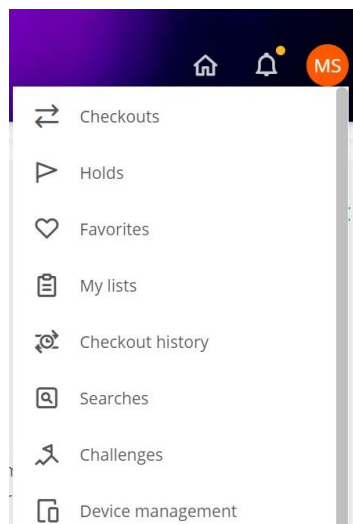 MS
Checkouts
Holds
Favorites
My lists
Checkout history
Searches
Challenges
Device management